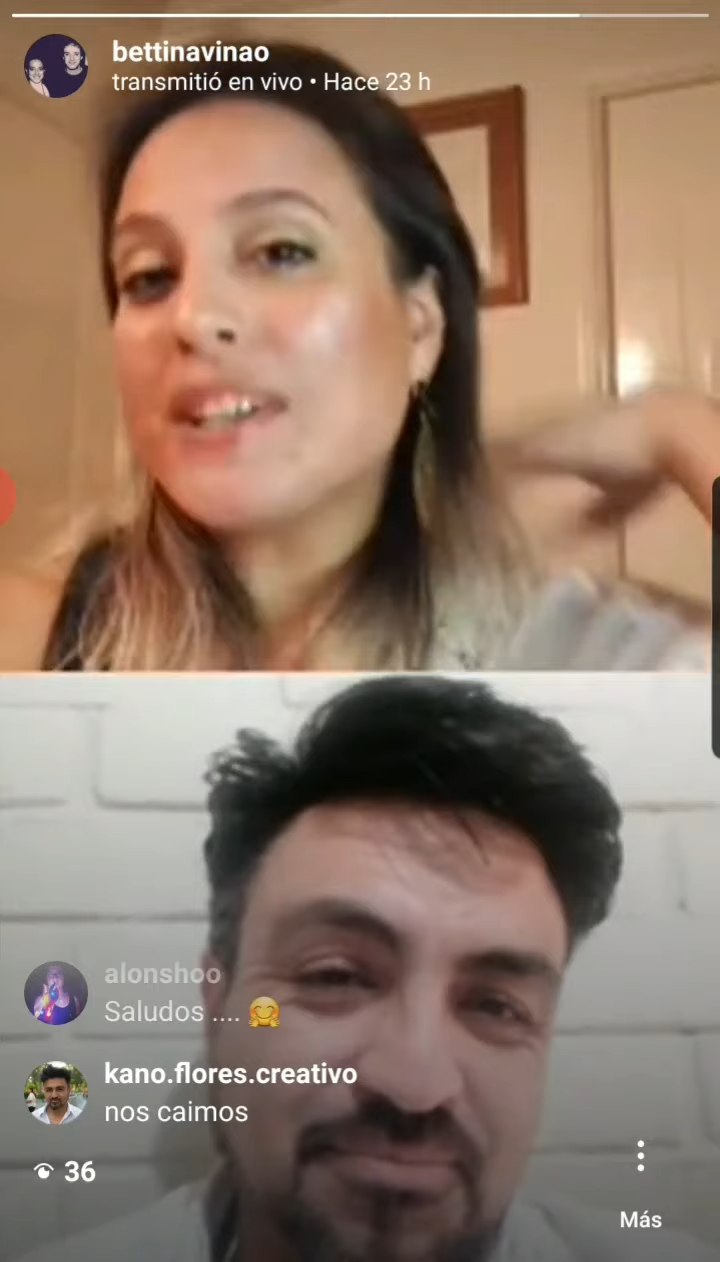 bettinavinao
transmitió en vivo • Hace 23 h
alonshoo
Saludos .... 🤗
kano.flores.creativo
nos caimos
36
Más